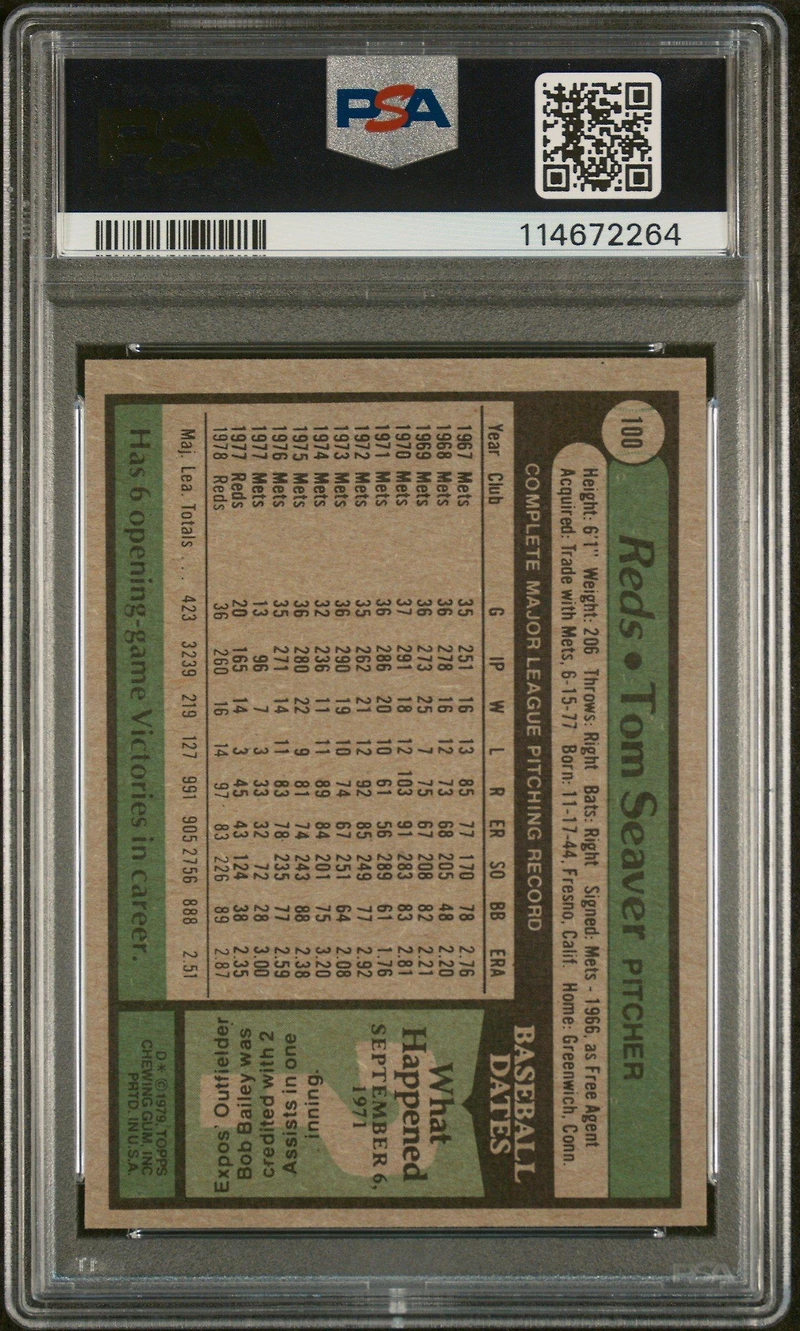 PSA
PSA
114672264
100
Reds • Tom Seaver PITCHER
Height: 6'1" Weight: 206 Throws: Right Bats: Right Signed: Mets - 1966, as Free Agent
Acquired: Trade with Mets, 6-15-77 Born: 11-17-44, Fresno, Calif. Home: Greenwich, Conn.
COMPLETE MAJOR LEAGUE PITCHING RECORD
Year Club G IP W L R ER SO BB ERA
1967 Mets 35 251 16 13 85 77 170 78 2.76
1968 Mets 36 278 16 12 73 68 205 48 2.20
1969 Mets 36 273 25 7 75 67 208 82 2.21
1970 Mets 37 291 18 12 103 91 283 83 2.81
1971 Mets 36 286 20 10 61 56 289 61 1.76
1972 Mets 35 262 21 12 92 85 249 77 2.92
1973 Mets 36 290 19 10 74 67 251 64 2.08
1974 Mets 32 236 11 11 89 84 201 75 3.20
1975 Mets 36 280 22 9 81 74 243 88 2.38
1976 Mets 35 271 14 11 83 78 235 77 2.59
1977 Mets 13 96 7 3 33 32 72 28 3.00
1977 Reds 20 165 14 3 45 43 124 38 2.35
1978 Reds 36 260 16 14 97 83 226 89 2.87
Maj. Lea. Totals . . . 423 3239 219 127 991 905 2756 888 2.51
Has 6 opening-game Victories in career.
BASEBALL
DATES
What
Happened
SEPTEMBER 6,
1971
Expos' Outfielder
Bob Bailey was
credited with 2
Assists in one
inning.
D* © 1979, TOPPS
CHEWING GUM, INC
PRTD. IN U.S.A.
PSA